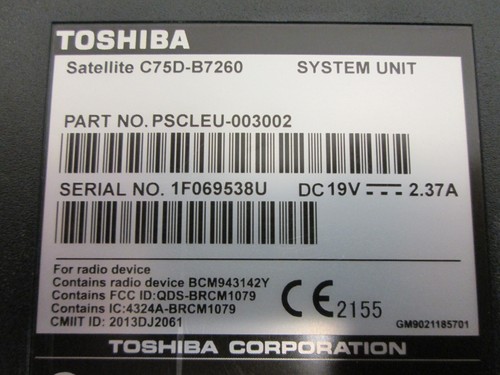 TOSHIBA
Satellite C75D-B7260 SYSTEM UNIT
PART NO. PSCLEU-003002
SERIAL NO. 1F069538U DC 19V 2.37A
For radio device
Contains radio device BCM943142Y
Contains FCC ID:QDS-BRCM1079
Contains IC:4324A-BRCM1079
CMIIT ID: 2013DJ2061
CE 2155
GM9021185701
TOSHIBA CORPORATION